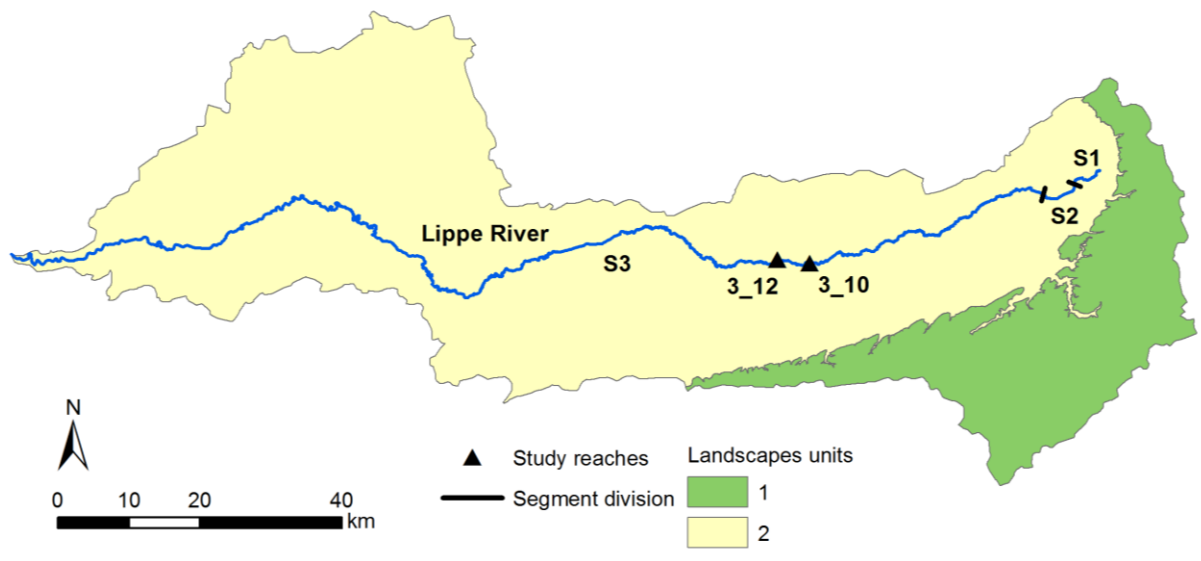 S1
S2
Lippe River
S3
3_12
3_10
N
0 10 20 40
km
Study reaches
Segment division
Landscapes units
1
2